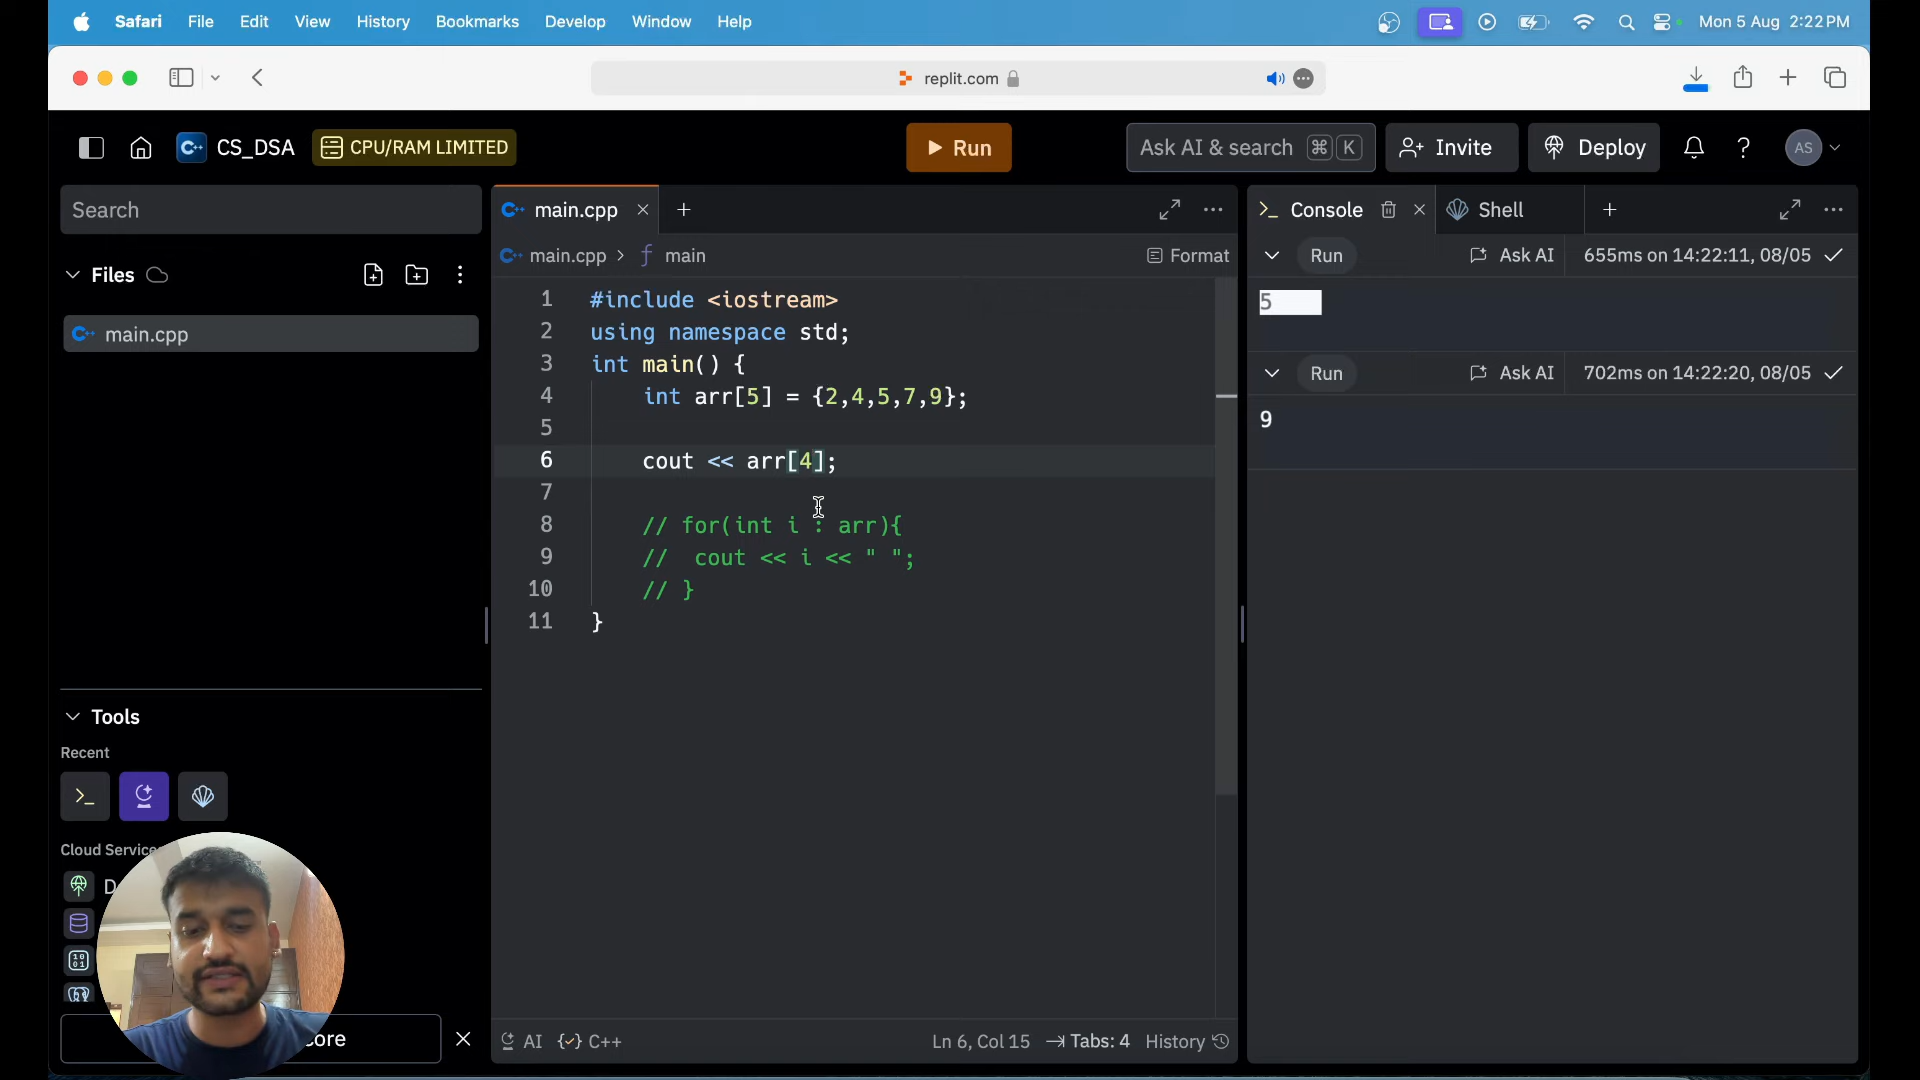 Safari File Edit View History Bookmarks Develop Window Help Mon 5 Aug 2:22 PM
replit.com
CS_DSA CPU/RAM LIMITED Run Ask AI & search ⌘ K Invite Deploy ? AS
Search
Files
main.cpp
Tools
Recent
main.cpp
main.cpp > main Format
1 #include <iostream>
2 using namespace std;
3 int main() {
4 int arr[5] = {2,4,5,7,9};
5
6 cout << arr[4];
7
8 // for(int i : arr){
9 // cout << i << " ";
10 // }
11 }
AI C++ Ln 6, Col 15 Tabs: 4 History
Console Shell
Run Ask AI 655ms on 14:22:11, 08/05
5
Run Ask AI 702ms on 14:22:20, 08/05
9
Cloud